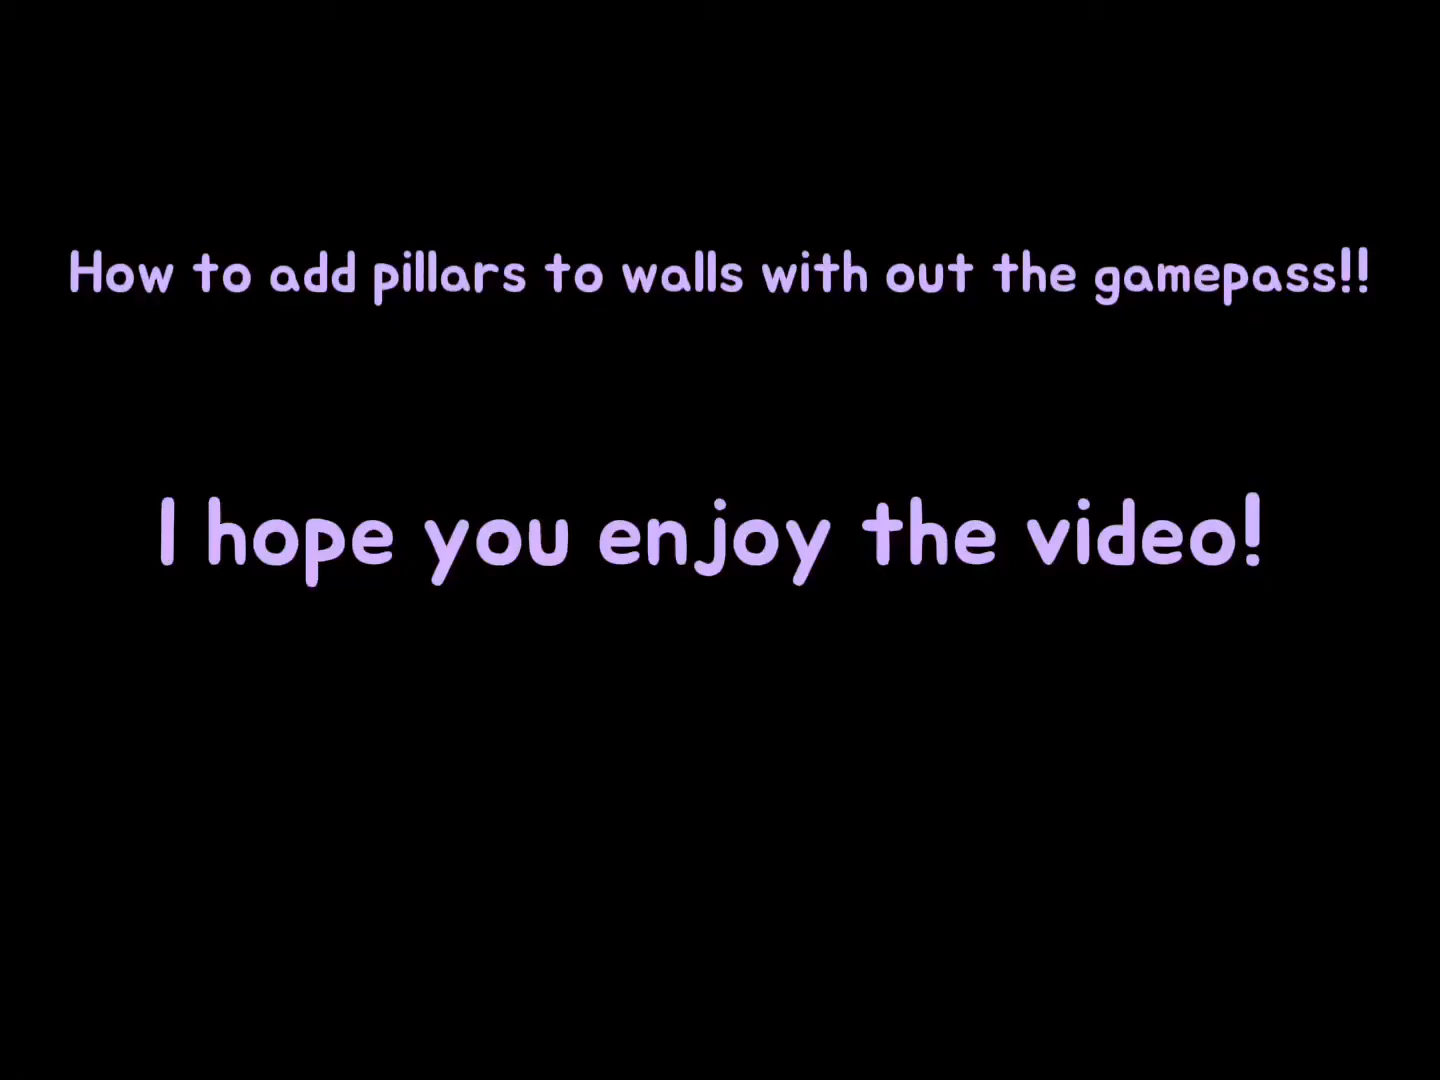 How to add pillars to walls with out the gamepass!!
I hope you enjoy the video!